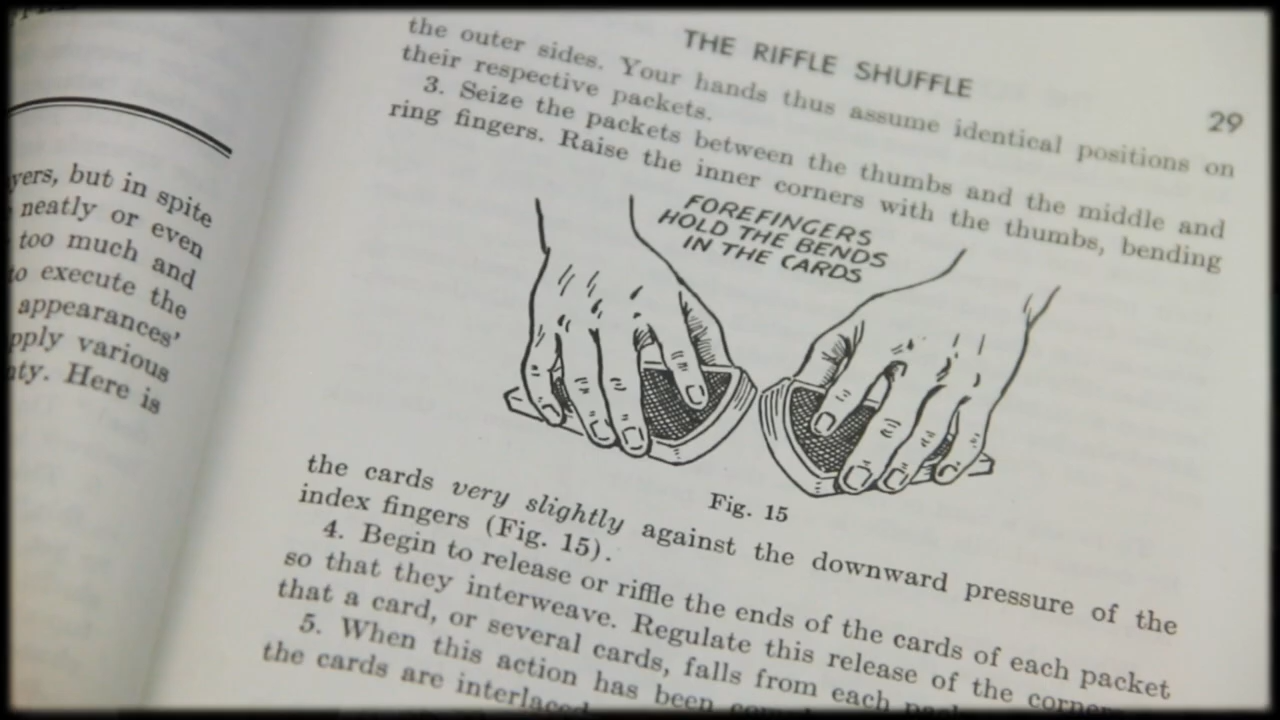 yers, but in spite
neatly or even
too much and
to execute the
appearances'
pply various
nty. Here is
THE RIFFLE SHUFFLE
29
the outer sides. Your hands thus assume identical positions on
their respective packets.
3. Seize the packets between the thumbs and the middle and
ring fingers. Raise the inner corners with the thumbs, bending
FOREFINGERS
HOLD THE BENDS
IN THE CARDS
Fig. 15
the cards very slightly against the downward pressure of the
index fingers (Fig. 15).
4. Begin to release or riffle the ends of the cards of each packet
so that they interweave. Regulate this release of the corners
that a card, or several cards, falls from each
5. When this action has been
the cards are interlaced